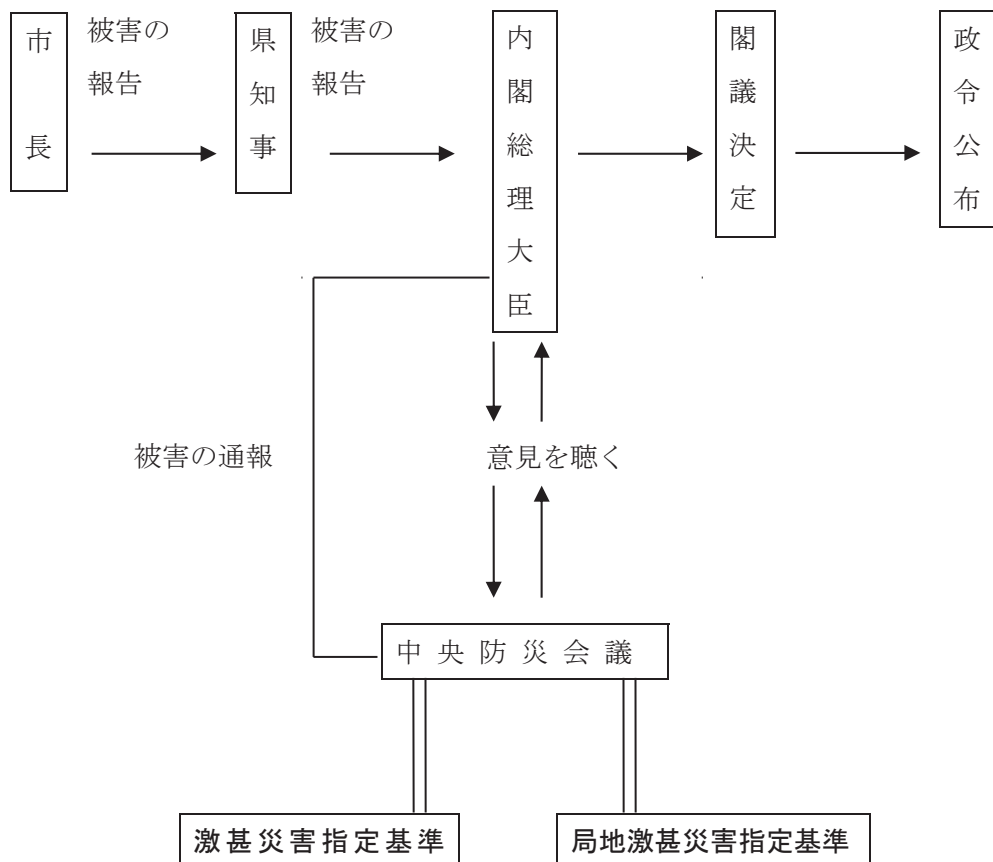 市長
被害の
報告
県知事
被害の
報告
内閣総理大臣
閣議決定
政令公布
被害の通報
意見を聴く
中央防災会議
激甚災害指定基準
局地激甚災害指定基準